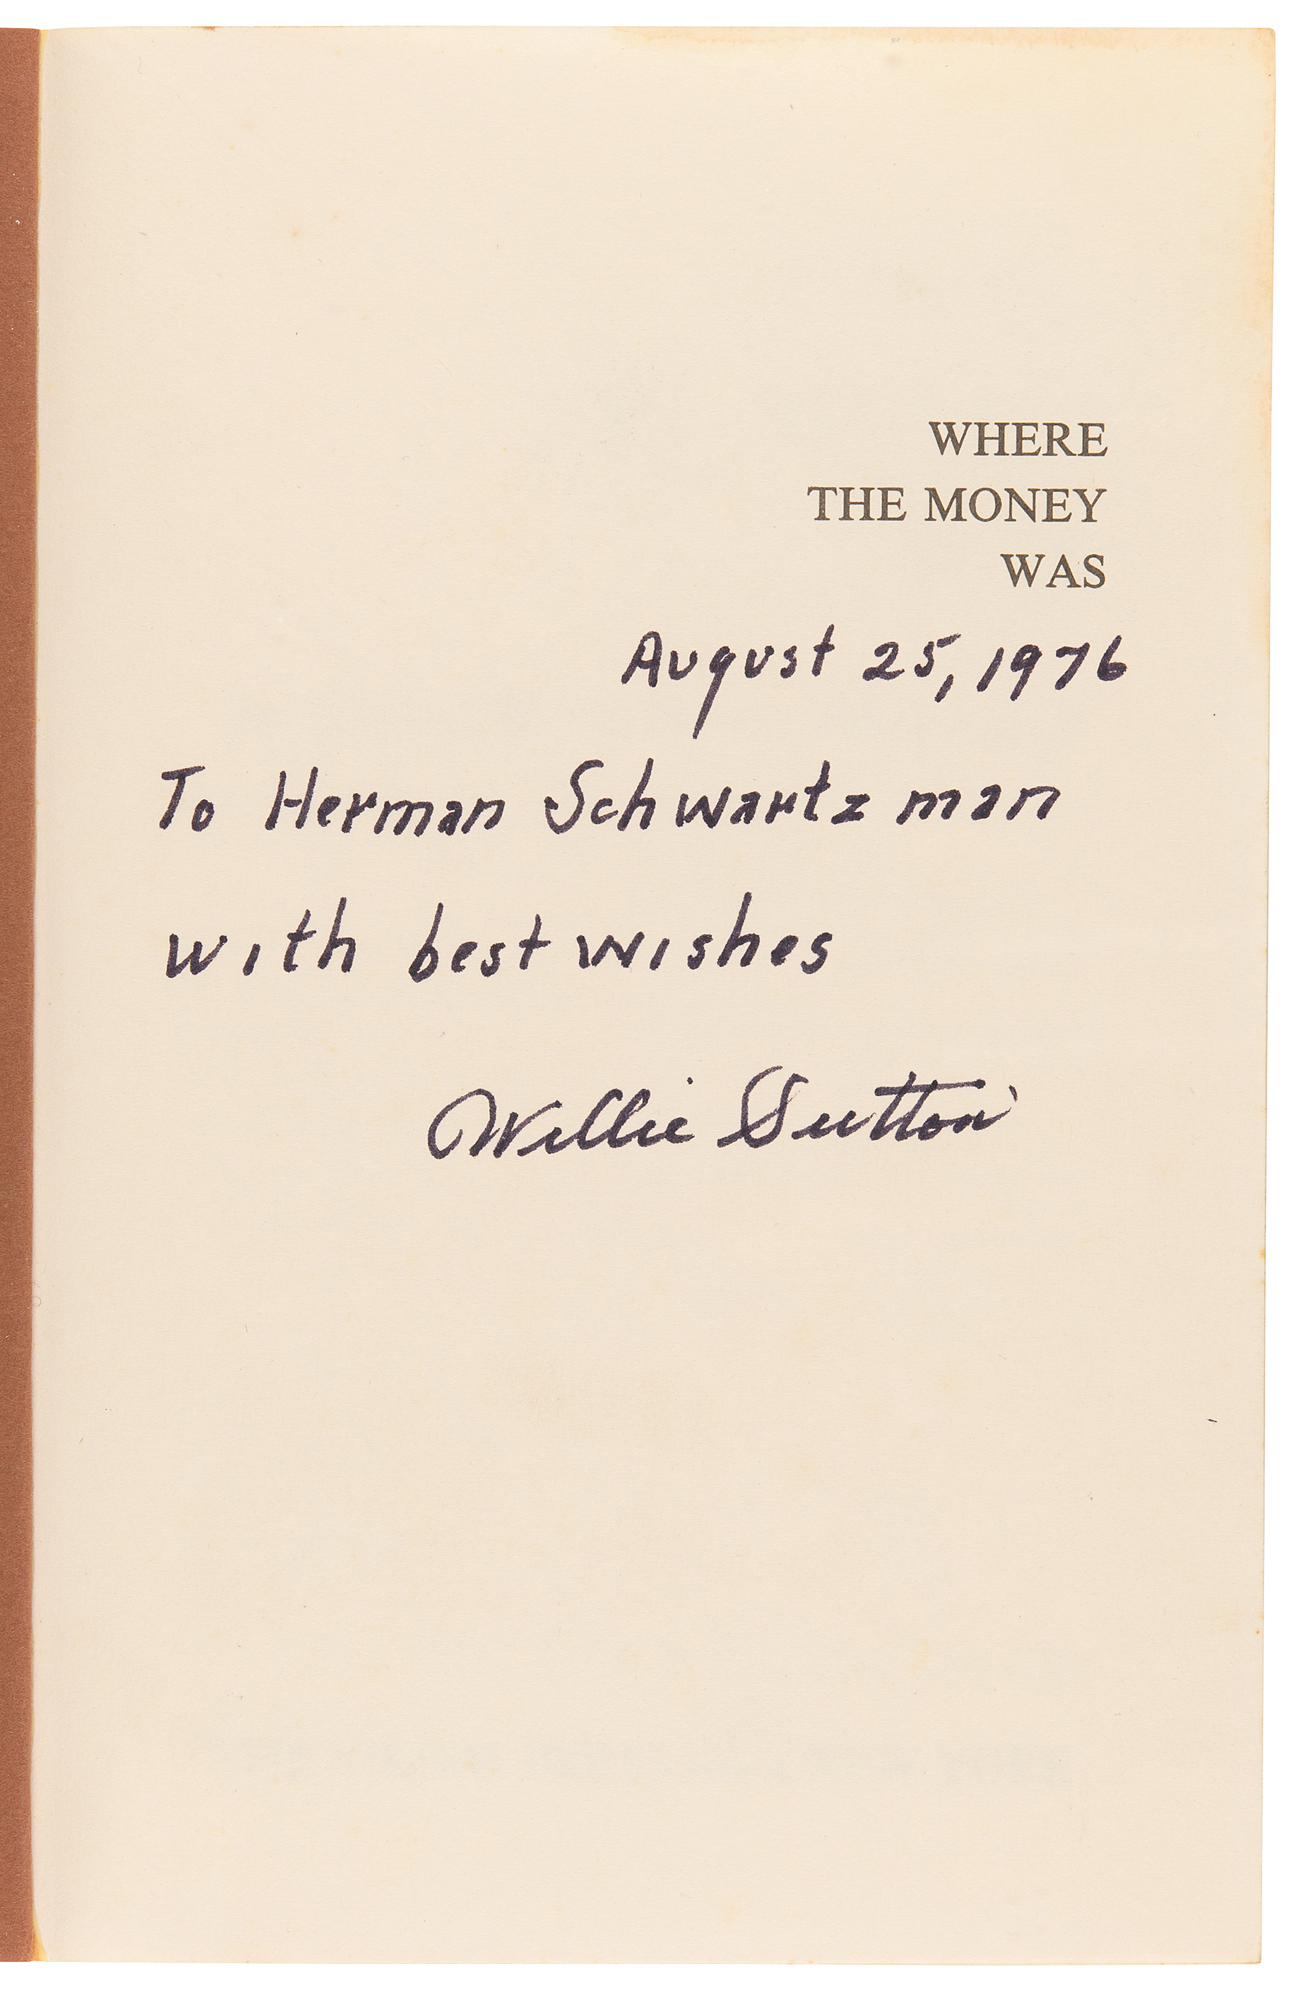 WHERE
THE MONEY
WAS
August 25, 1976
To Herman Schwartzman
with best wishes
Willie Sutton